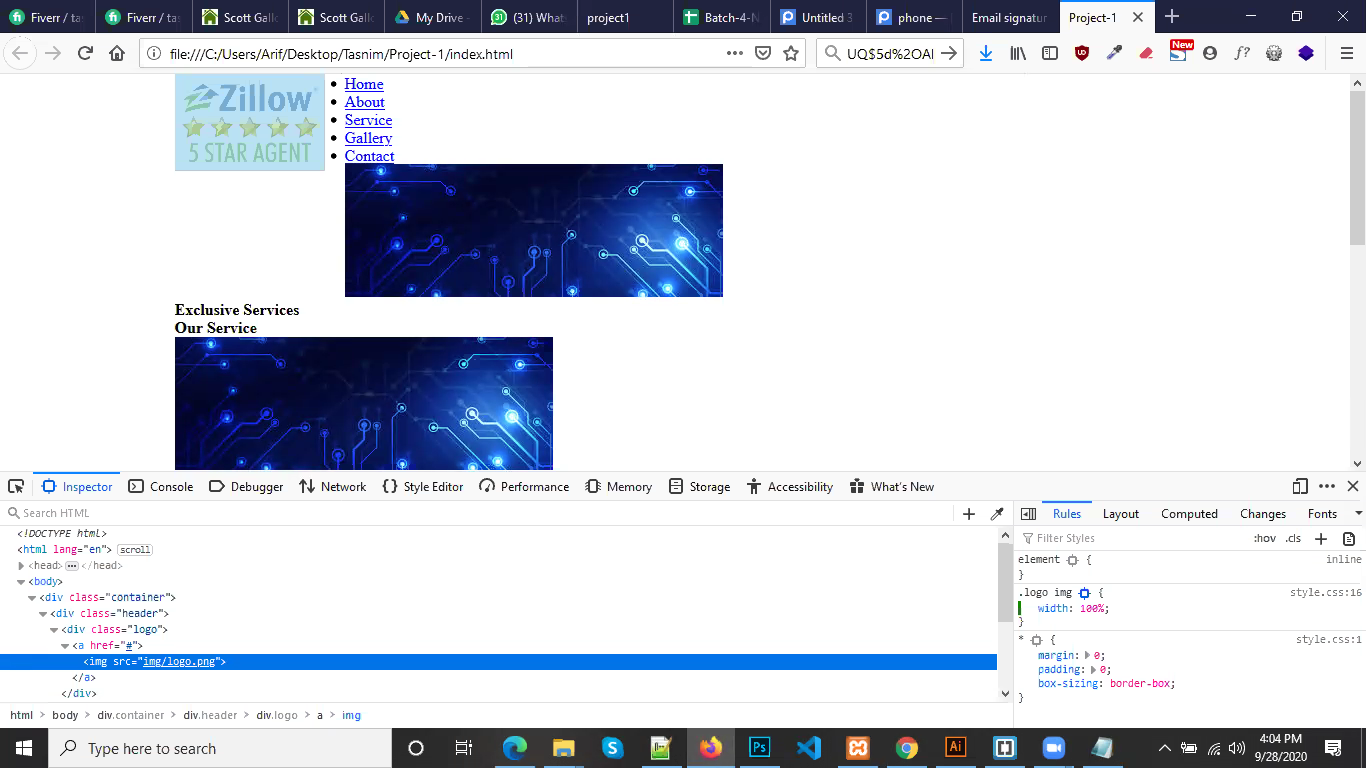 Fiverr / ta
Fiverr / ta
Scott Gall
Scott Gall
My Drive -
(31) What
project1
Batch-4-N
Untitled 3
phone —
Email signatur
Project-1
file:///C:/Users/Arif/Desktop/Tasnim/Project-1/index.html
UQ$5d%2OAI
New
f?
Zillow
5 STAR AGENT
Home
About
Service
Gallery
Contact
Exclusive Services
Our Service
Inspector
Console
Debugger
Network
Style Editor
Performance
Memory
Storage
Accessibility
What's New
Search HTML
Rules
Layout
Computed
Changes
Fonts
Filter Styles
:hov
.cls
<!DOCTYPE html>
<html lang="en"> scroll
<head> ••• </head>
<body>
<div class="container">
<div class="header">
<div class="logo">
<a href="#">
<img src="img/logo.png">
</a>
</div>
element { inline
}
.logo img { style.css:16
width: 100%;
}
* { style.css:1
margin: 0;
padding: 0;
box-sizing: border-box;
}
html > body > div.container > div.header > div.logo > a > img
Type here to search
4:04 PM
9/28/2020